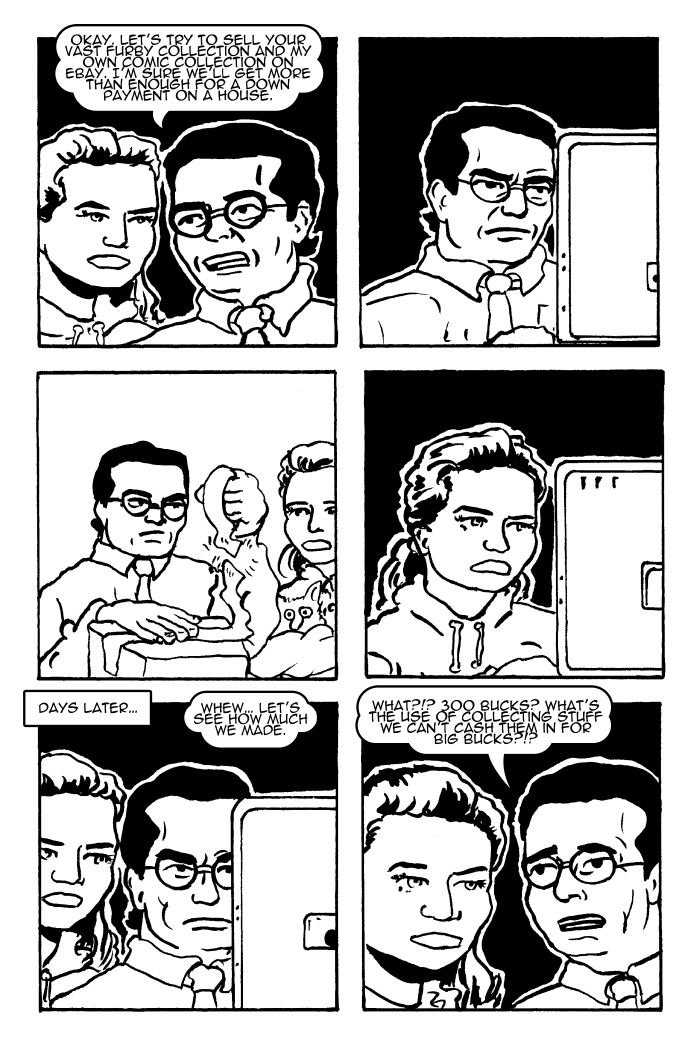 OKAY. LET'S TRY TO SELL YOUR
VAST FURBY COLLECTION AND MY
OWN COMIC COLLECTION ON
EBAY. I'M SURE WE'LL GET MORE
THAN ENOUGH FOR A DOWN
PAYMENT ON A HOUSE.
DAYS LATER...
WHEW... LET'S
SEE HOW MUCH
WE MADE.
WHAT?!? 300 BUCKS? WHAT'S
THE USE OF COLLECTING STUFF
WE CAN'T CASH THEM IN FOR
BIG BUCKS?!?